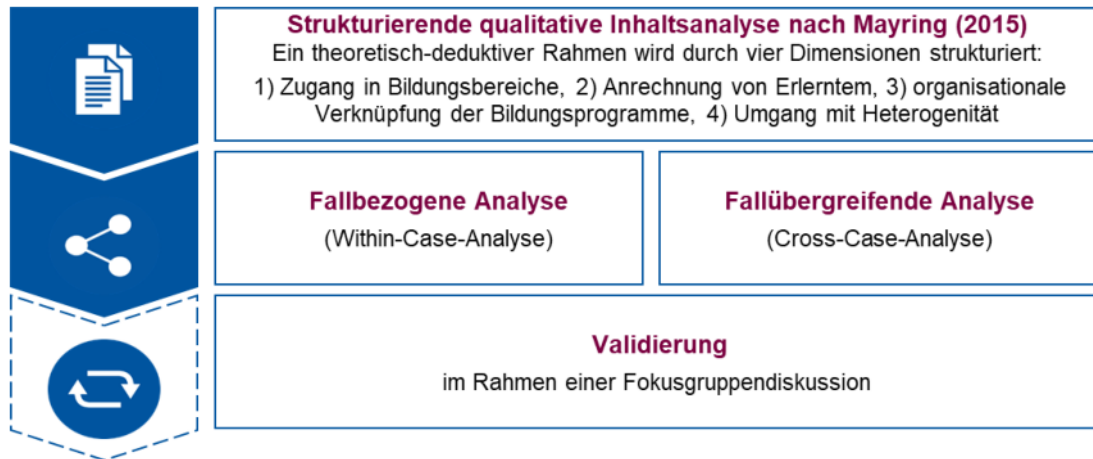 Strukturierende qualitative Inhaltsanalyse nach Mayring (2015)
Ein theoretisch-deduktiver Rahmen wird durch vier Dimensionen strukturiert:
1) Zugang in Bildungsbereiche, 2) Anrechnung von Erlerntem, 3) organisationale
Verknüpfung der Bildungsprogramme, 4) Umgang mit Heterogenität
Fallbezogene Analyse
(Within-Case-Analyse)
Fallübergreifende Analyse
(Cross-Case-Analyse)
Validierung
im Rahmen einer Fokusgruppendiskussion